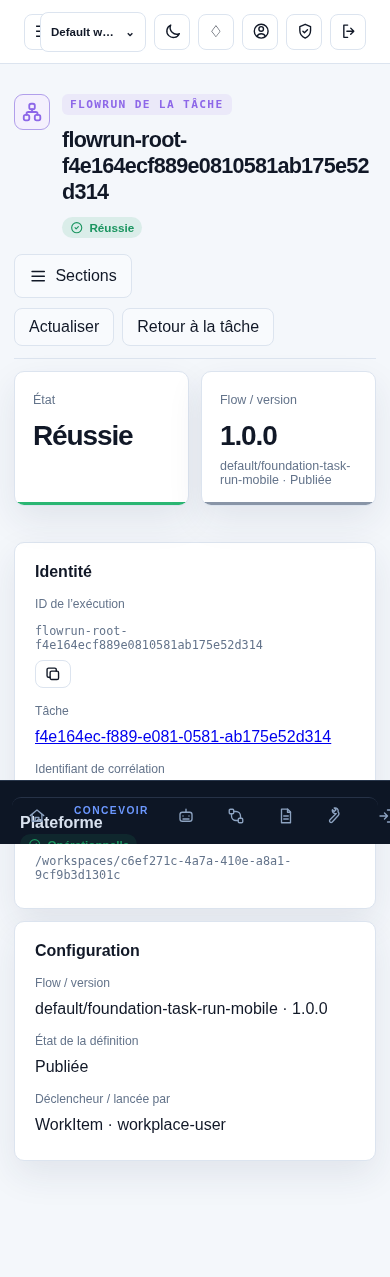 Default w…
FLOWRUN DE LA TÂCHE
flowrun-root-
f4e164ecf889e0810581ab175e52
d314
Réussie
Sections
Actualiser
Retour à la tâche
État
Réussie
Flow / version
1.0.0
default/foundation-task-
run-mobile · Publiée
Identité
ID de l'exécution
flowrun-root-
f4e164ecf889e0810581ab175e52d314
Tâche
f4e164ec-f889-e081-0581-ab175e52d314
Identifiant de corrélation
CONCEVOIR
Plateforme
Opérationnelle
/workspaces/c6ef271c-4a7a-410e-a8a1-
9cf9b3d1301c
Configuration
Flow / version
default/foundation-task-run-mobile · 1.0.0
État de la définition
Publiée
Déclencheur / lancée par
WorkItem · workplace-user